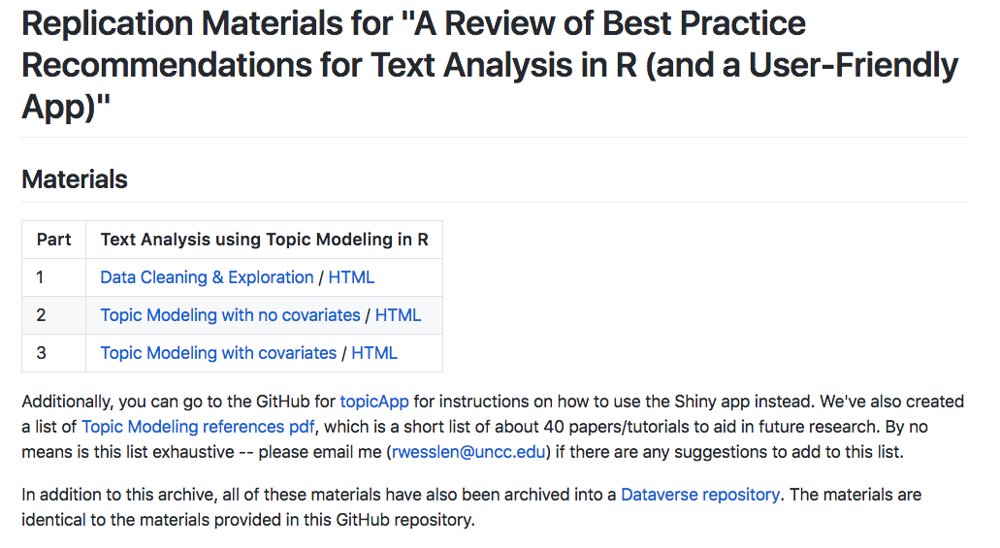 Replication Materials for "A Review of Best Practice
Recommendations for Text Analysis in R (and a User-Friendly
App)"
Materials
Part Text Analysis using Topic Modeling in R
1 Data Cleaning & Exploration / HTML
2 Topic Modeling with no covariates / HTML
3 Topic Modeling with covariates / HTML
Additionally, you can go to the GitHub for topicApp for instructions on how to use the Shiny app instead. We've also created
a list of Topic Modeling references pdf, which is a short list of about 40 papers/tutorials to aid in future research. By no
means is this list exhaustive -- please email me (rwesslen@uncc.edu) if there are any suggestions to add to this list.
In addition to this archive, all of these materials have also been archived into a Dataverse repository. The materials are
identical to the materials provided in this GitHub repository.